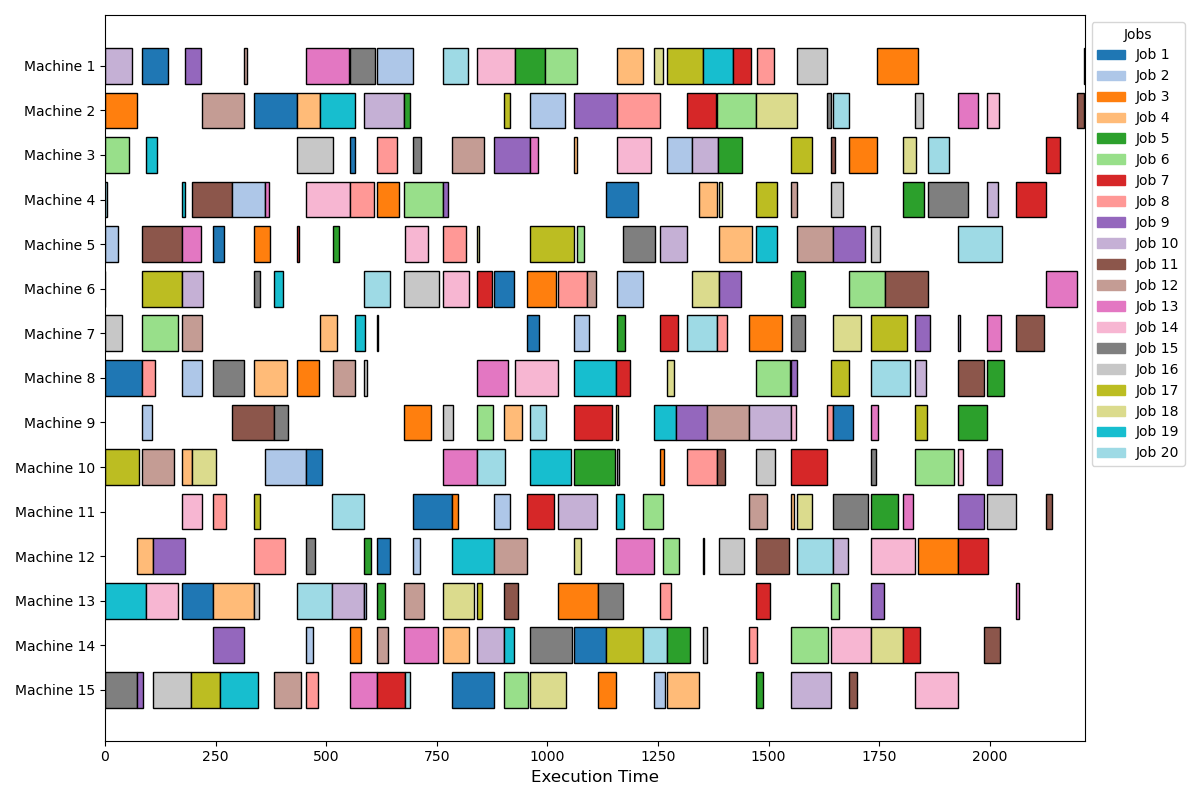 Machine 1
Machine 2
Machine 3
Machine 4
Machine 5
Machine 6
Machine 7
Machine 8
Machine 9
Machine 10
Machine 11
Machine 12
Machine 13
Machine 14
Machine 15
0 250 500 750 1000 1250 1500 1750 2000
Execution Time
Jobs
Job 1
Job 2
Job 3
Job 4
Job 5
Job 6
Job 7
Job 8
Job 9
Job 10
Job 11
Job 12
Job 13
Job 14
Job 15
Job 16
Job 17
Job 18
Job 19
Job 20